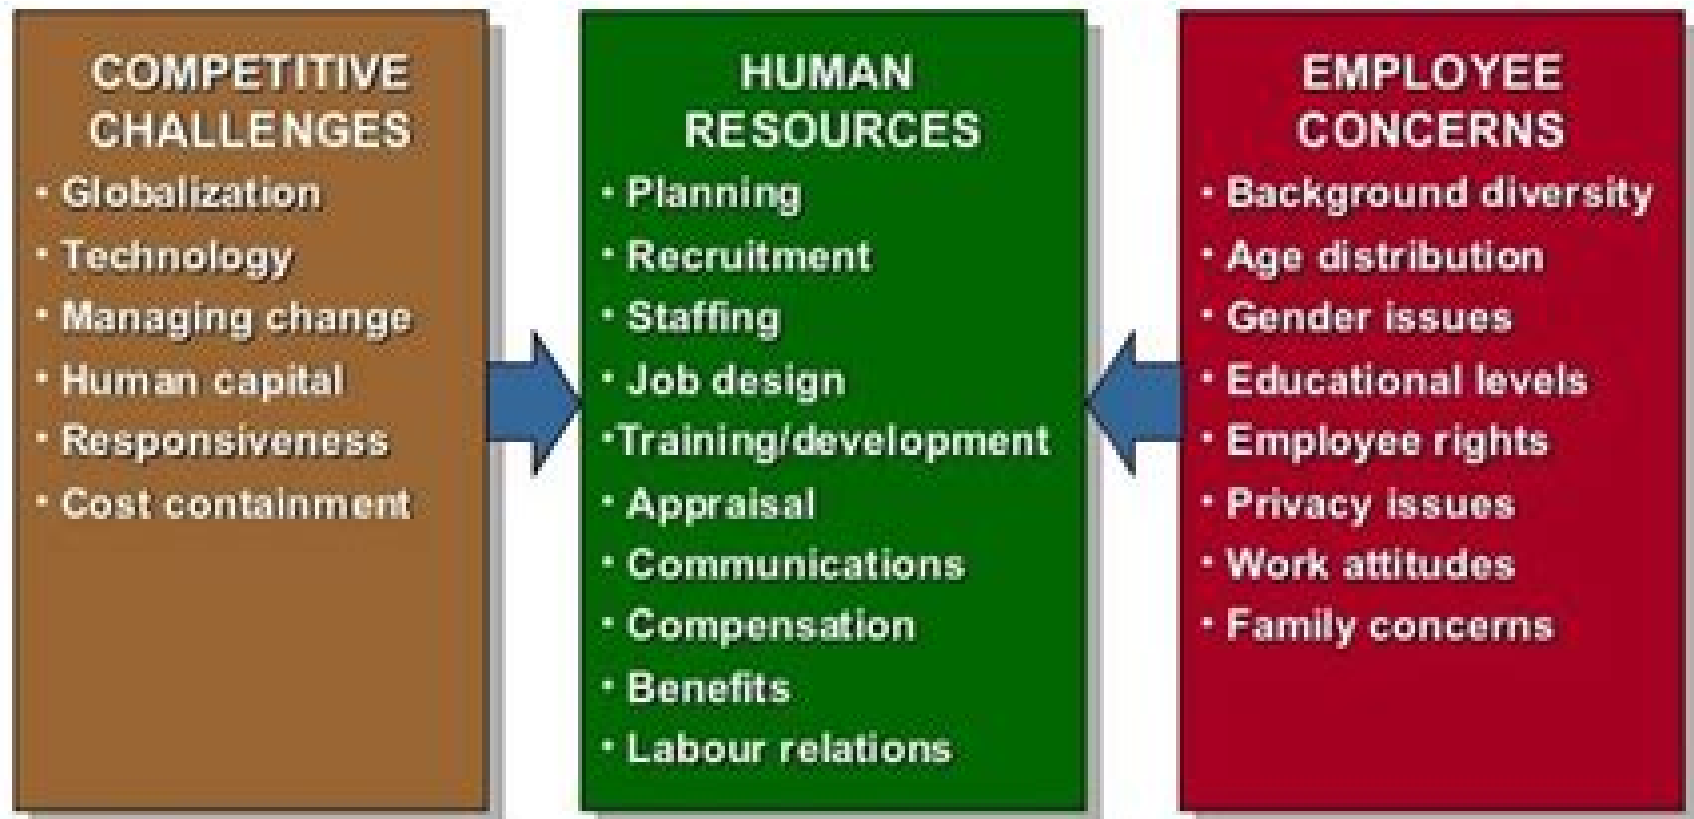 COMPETITIVE
CHALLENGES
• Globalization
• Technology
• Managing change
• Human capital
• Responsiveness
• Cost containment
HUMAN
RESOURCES
• Planning
• Recruitment
• Staffing
• Job design
•Training/development
• Appraisal
• Communications
• Compensation
• Benefits
• Labour relations
EMPLOYEE
CONCERNS
• Background diversity
• Age distribution
• Gender issues
• Educational levels
• Employee rights
• Privacy issues
• Work attitudes
• Family concerns